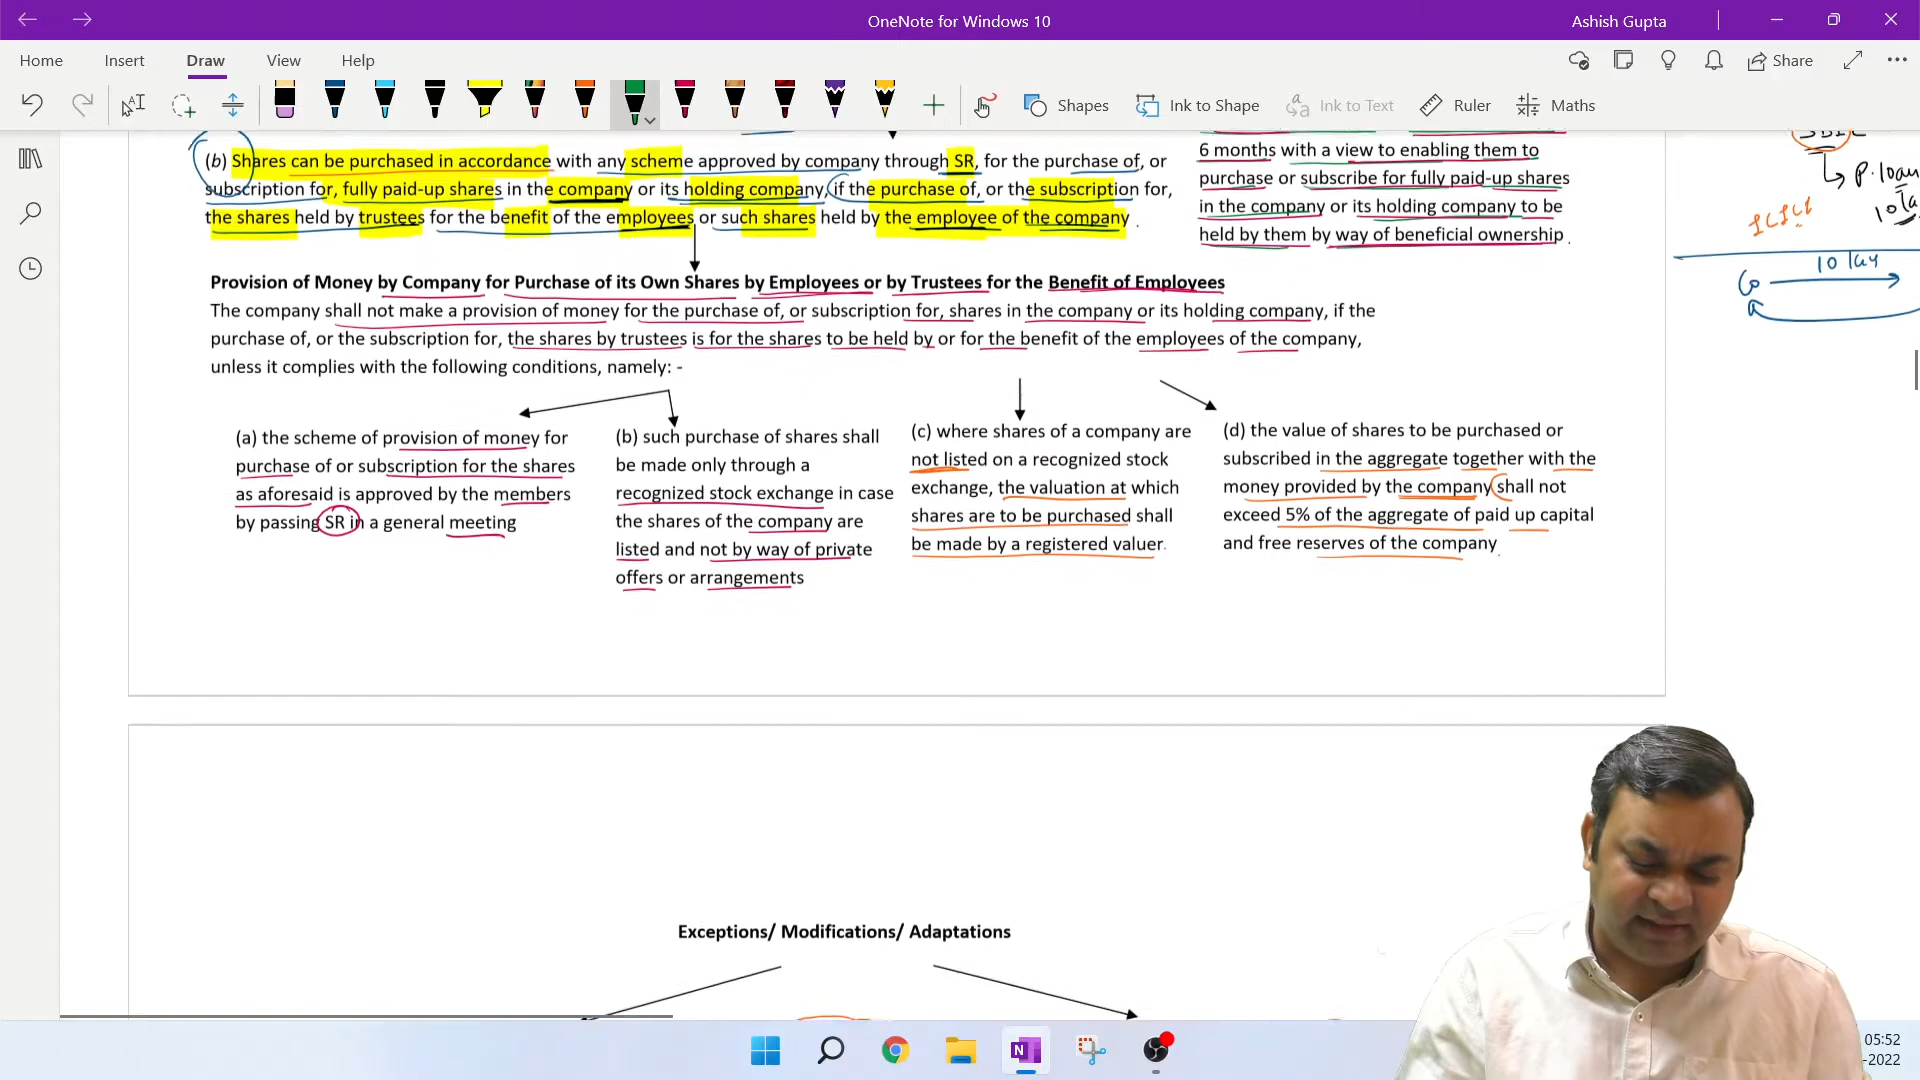 OneNote for Windows 10
Ashish Gupta
Home
Insert
Draw
View
Help
Share
Shapes
Ink to Shape
Ink to Text
Ruler
Maths
(b) Shares can be purchased in accordance with any scheme approved by company through SR, for the purchase of, or
subscription for, fully paid-up shares in the company or its holding company, if the purchase of, or the subscription for,
the shares held by trustees for the benefit of the employees or such shares held by the employee of the company .
6 months with a view to enabling them to
purchase or subscribe for fully paid-up shares
in the company or its holding company to be
held by them by way of beneficial ownership .
P. loan
ICICI
Co
Provision of Money by Company for Purchase of its Own Shares by Employees or by Trustees for the Benefit of Employees
The company shall not make a provision of money for the purchase of, or subscription for, shares in the company or its holding company, if the
purchase of, or the subscription for, the shares by trustees is for the shares to be held by or for the benefit of the employees of the company,
unless it complies with the following conditions, namely: -
(a) the scheme of provision of money for
purchase of or subscription for the shares
as aforesaid is approved by the members
by passing SR in a general meeting
(b) such purchase of shares shall
be made only through a
recognized stock exchange in case
the shares of the company are
listed and not by way of private
offers or arrangements
(c) where shares of a company are
not listed on a recognized stock
exchange, the valuation at which
shares are to be purchased shall
be made by a registered valuer.
(d) the value of shares to be purchased or
subscribed in the aggregate together with the
money provided by the company shall not
exceed 5% of the aggregate of paid up capital
and free reserves of the company .
Exceptions/ Modifications/ Adaptations
05:52
-2022